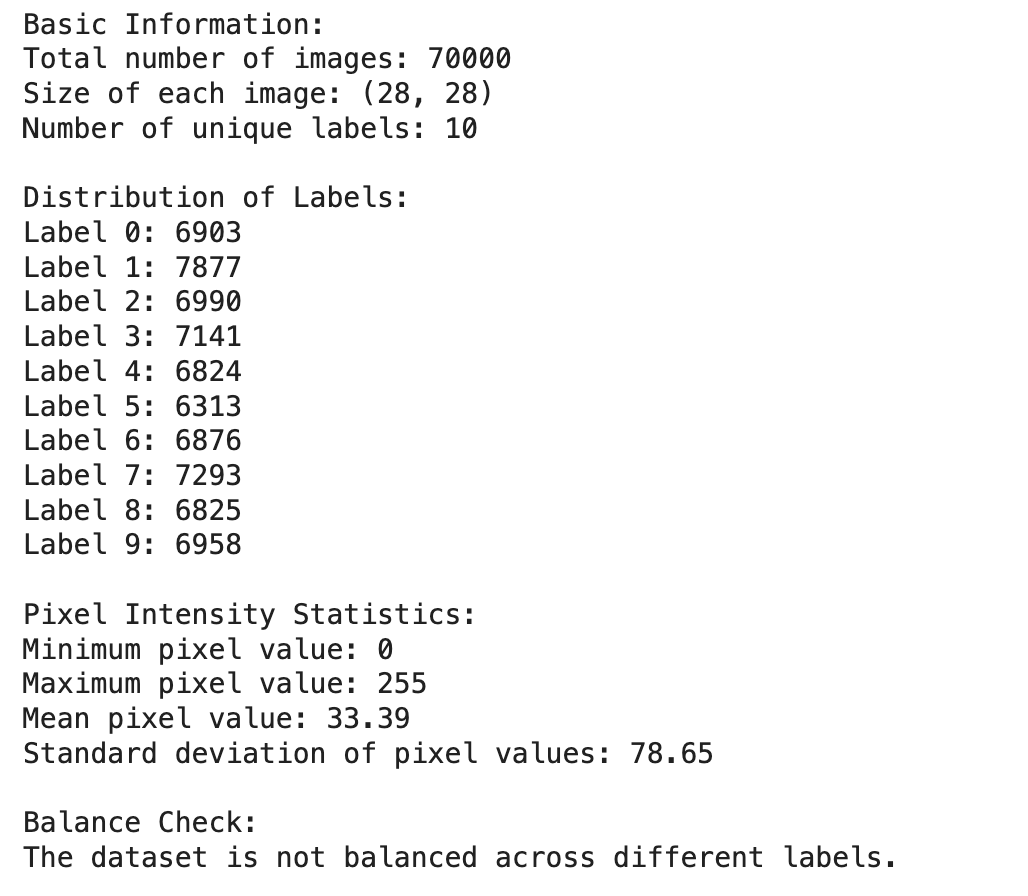 Basic Information:
Total number of images: 70000
Size of each image: (28, 28)
Number of unique labels: 10
Distribution of Labels:
Label 0: 6903
Label 1: 7877
Label 2: 6990
Label 3: 7141
Label 4: 6824
Label 5: 6313
Label 6: 6876
Label 7: 7293
Label 8: 6825
Label 9: 6958
Pixel Intensity Statistics:
Minimum pixel value: 0
Maximum pixel value: 255
Mean pixel value: 33.39
Standard deviation of pixel values: 78.65
Balance Check:
The dataset is not balanced across different labels.